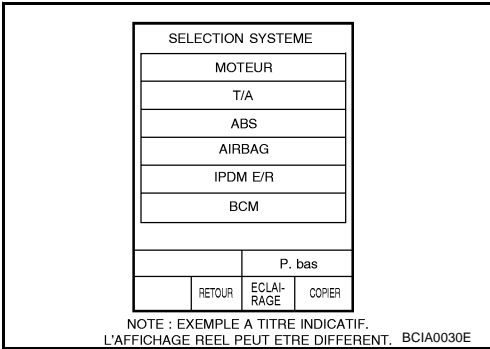 SELECTION SYSTEME
MOTEUR
T/A
ABS
AIRBAG
IPDM E/R
BCM
P. bas
RETOUR
ECLAI-
RAGE
COPIER
NOTE : EXEMPLE A TITRE INDICATIF.
L'AFFICHAGE REEL PEUT ETRE DIFFERENT.
BCIA0030E